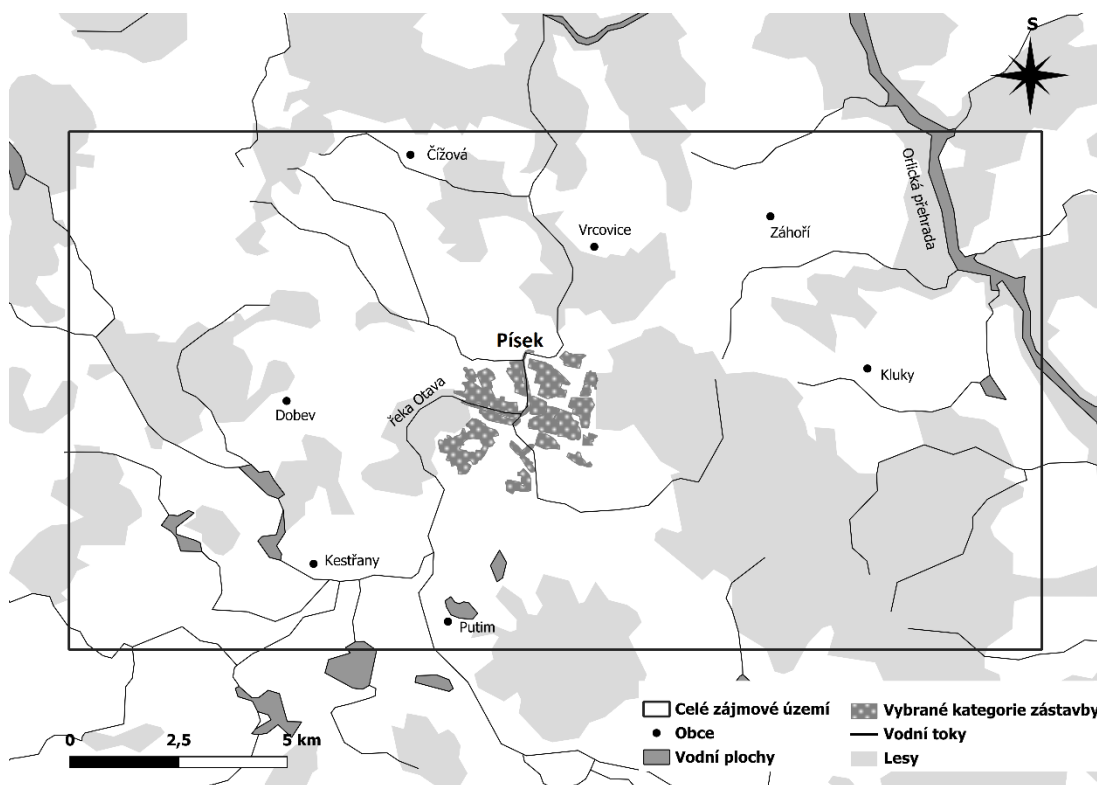 S
Čížová
Orlická přehrada
Vrcovice
Záhoří
Písek
Kluky
řeka Otava
Dobev
Kestřany
Putim
Celé zájmové území
Obce
Vodní plochy
Vybrané kategorie zástavby
Vodní toky
Lesy
0 2,5 5 km